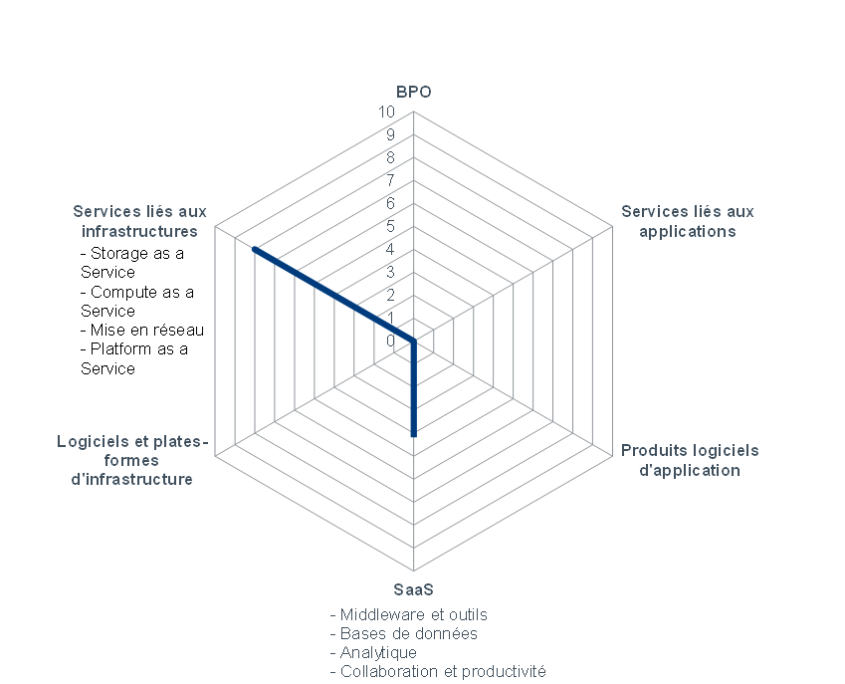 BPO
10
9
8
7
6
5
4
3
2
1
0
Services liés aux
infrastructures
- Storage as a
Service
- Compute as a
Service
- Mise en réseau
- Platform as a
Service
Services liés aux
applications
Logiciels et plates-
formes
d'infrastructure
Produits logiciels
d'application
SaaS
- Middleware et outils
- Bases de données
- Analytique
- Collaboration et productivité